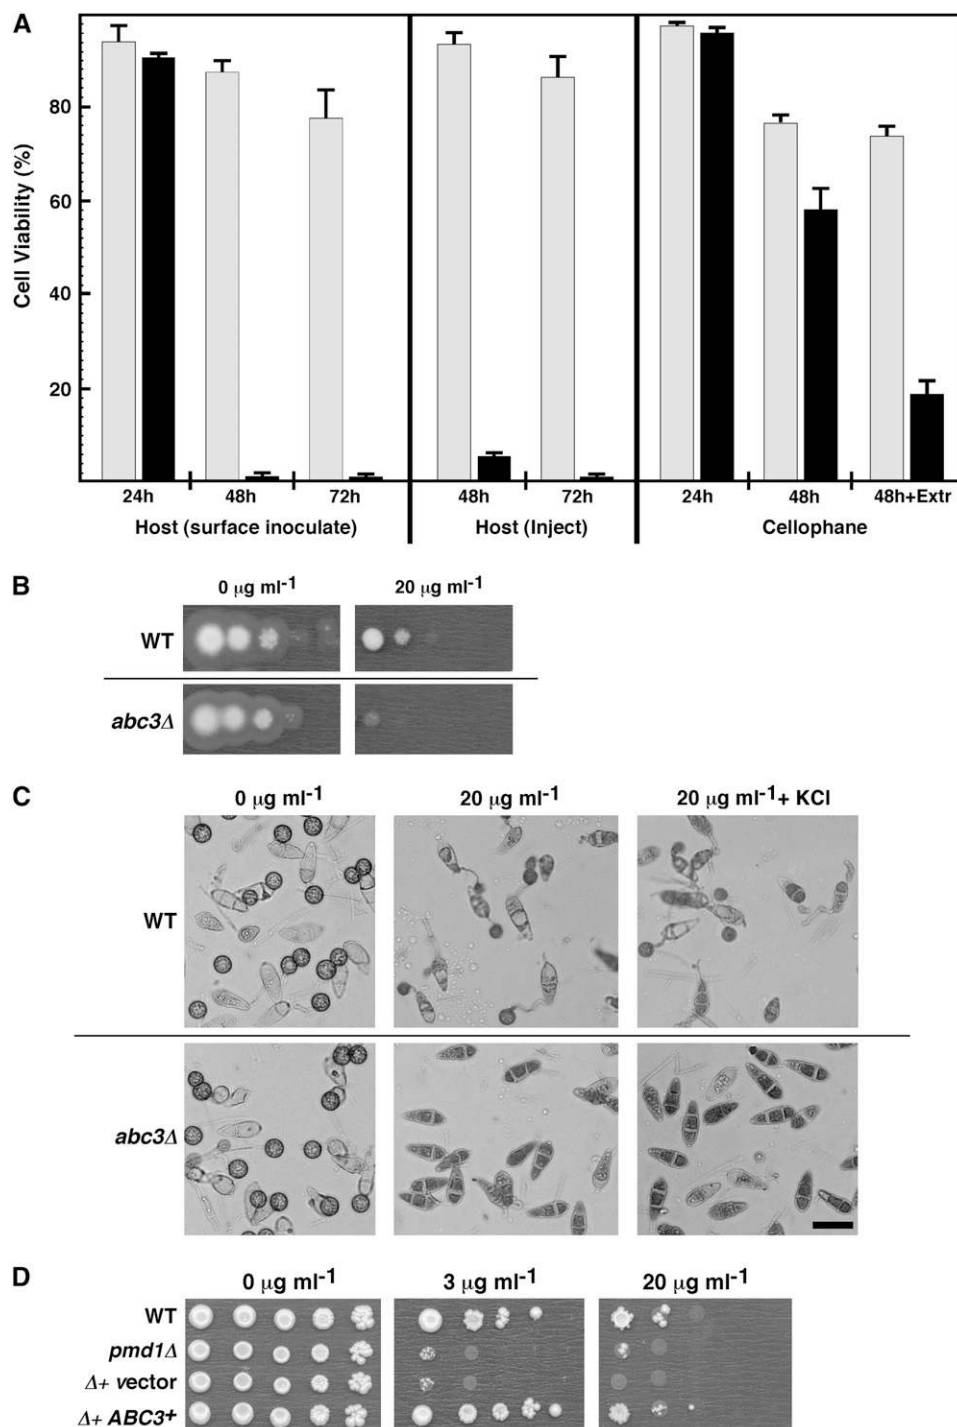 A
Cell Viability (%)
80
60
40
20
24h 48h 72h 48h 72h 24h 48h 48h+Extr
Host (surface inoculate) Host (Inject) Cellophane
B
0 μg ml-1 20 μg ml-1
WT
abc3Δ
C
0 μg ml-1 20 μg ml-1 20 μg ml-1+ KCl
WT
abc3Δ
D
0 μg ml-1 3 μg ml-1 20 μg ml-1
WT
pmd1Δ
Δ+ vector
Δ+ ABC3+